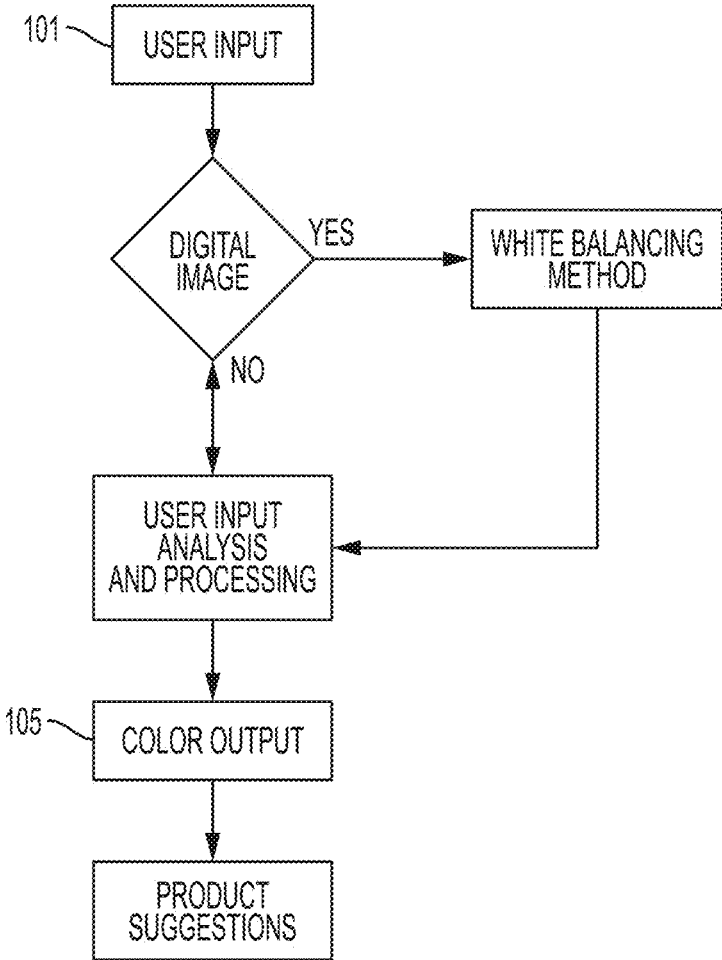 101
USER INPUT
DIGITAL
IMAGE
YES
WHITE BALANCING
METHOD
NO
USER INPUT
ANALYSIS
AND PROCESSING
105
COLOR OUTPUT
PRODUCT
SUGGESTIONS